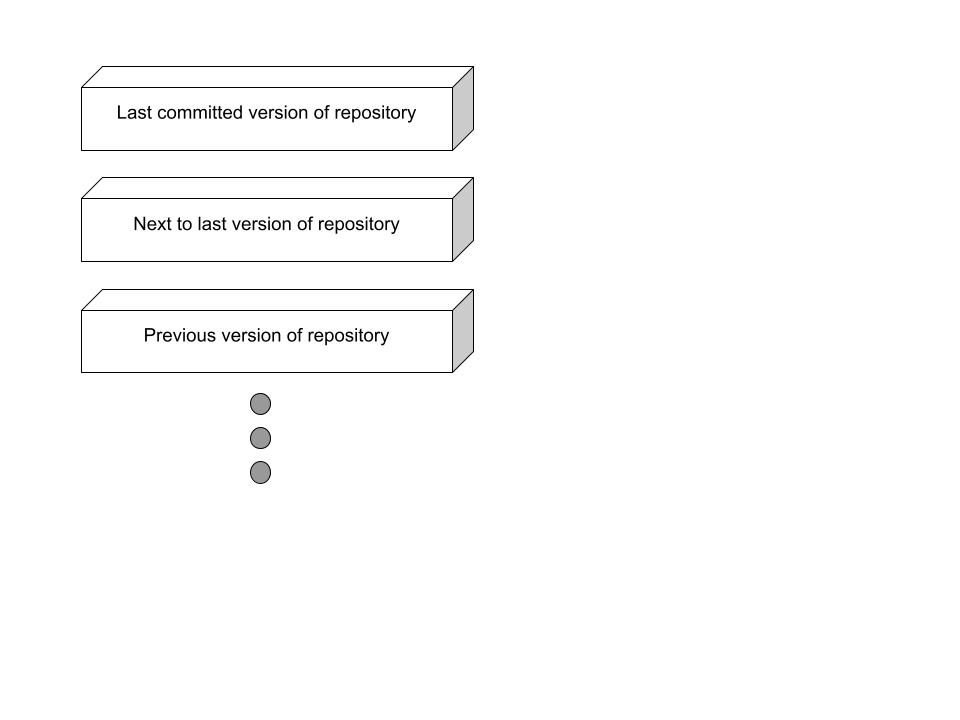 Last committed version of repository
Next to last version of repository
Previous version of repository